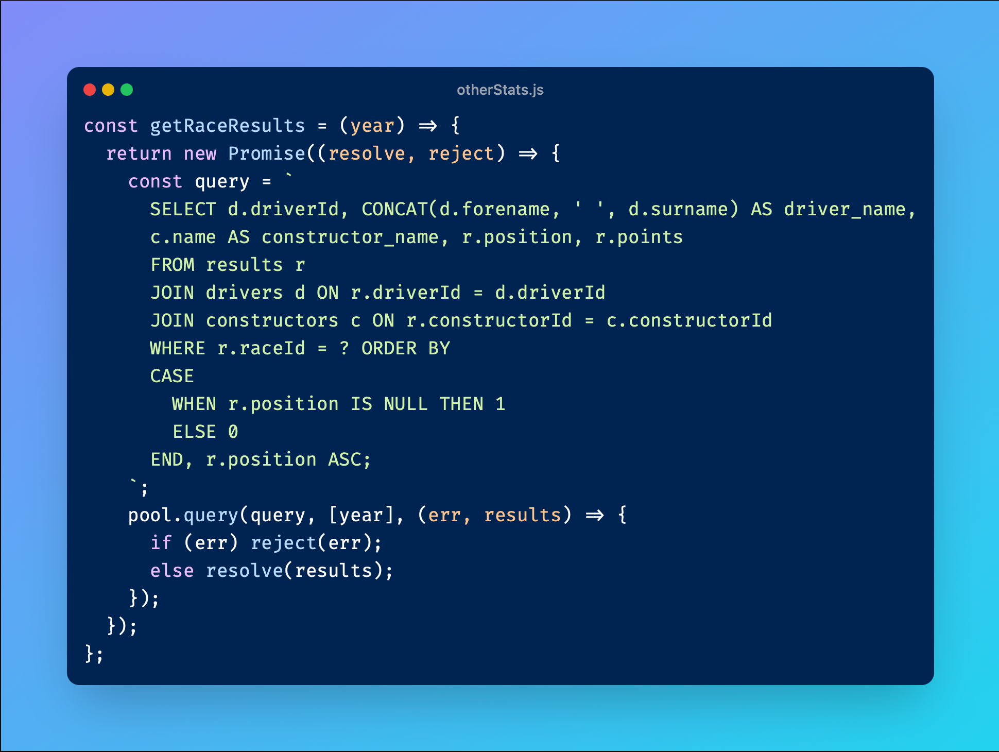 otherStats.js
const getRaceResults = (year) => {
  return new Promise((resolve, reject) => {
    const query = `
      SELECT d.driverId, CONCAT(d.forename, ' ', d.surname) AS driver_name,
      c.name AS constructor_name, r.position, r.points
      FROM results r
      JOIN drivers d ON r.driverId = d.driverId
      JOIN constructors c ON r.constructorId = c.constructorId
      WHERE r.raceId = ? ORDER BY
      CASE
        WHEN r.position IS NULL THEN 1
        ELSE 0
      END, r.position ASC;
    `;
    pool.query(query, [year], (err, results) => {
      if (err) reject(err);
      else resolve(results);
    });
  });
};